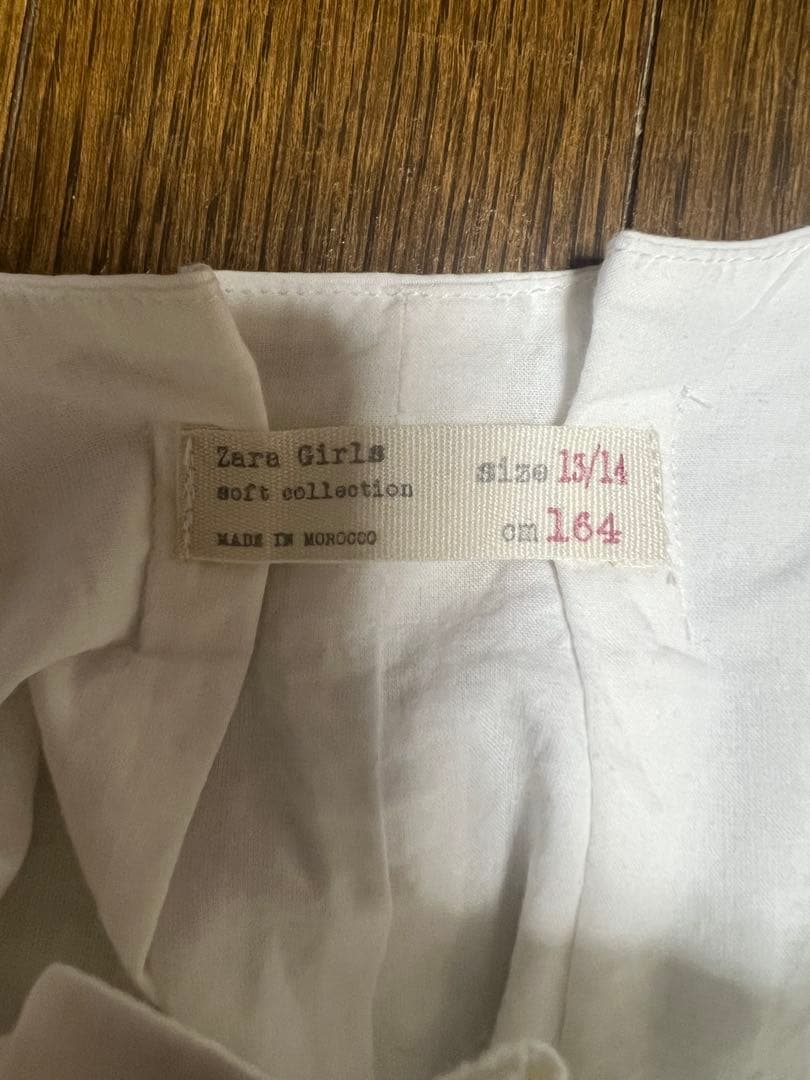 Zara Girls
soft collection
MADE IN MOROCCO
size 13/14
cm 164